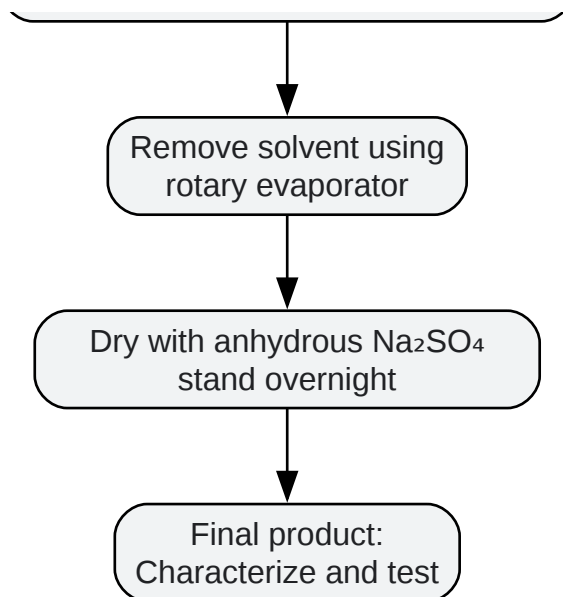 Remove solvent using
rotary evaporator
Dry with anhydrous Na₂SO₄
stand overnight
Final product:
Characterize and test